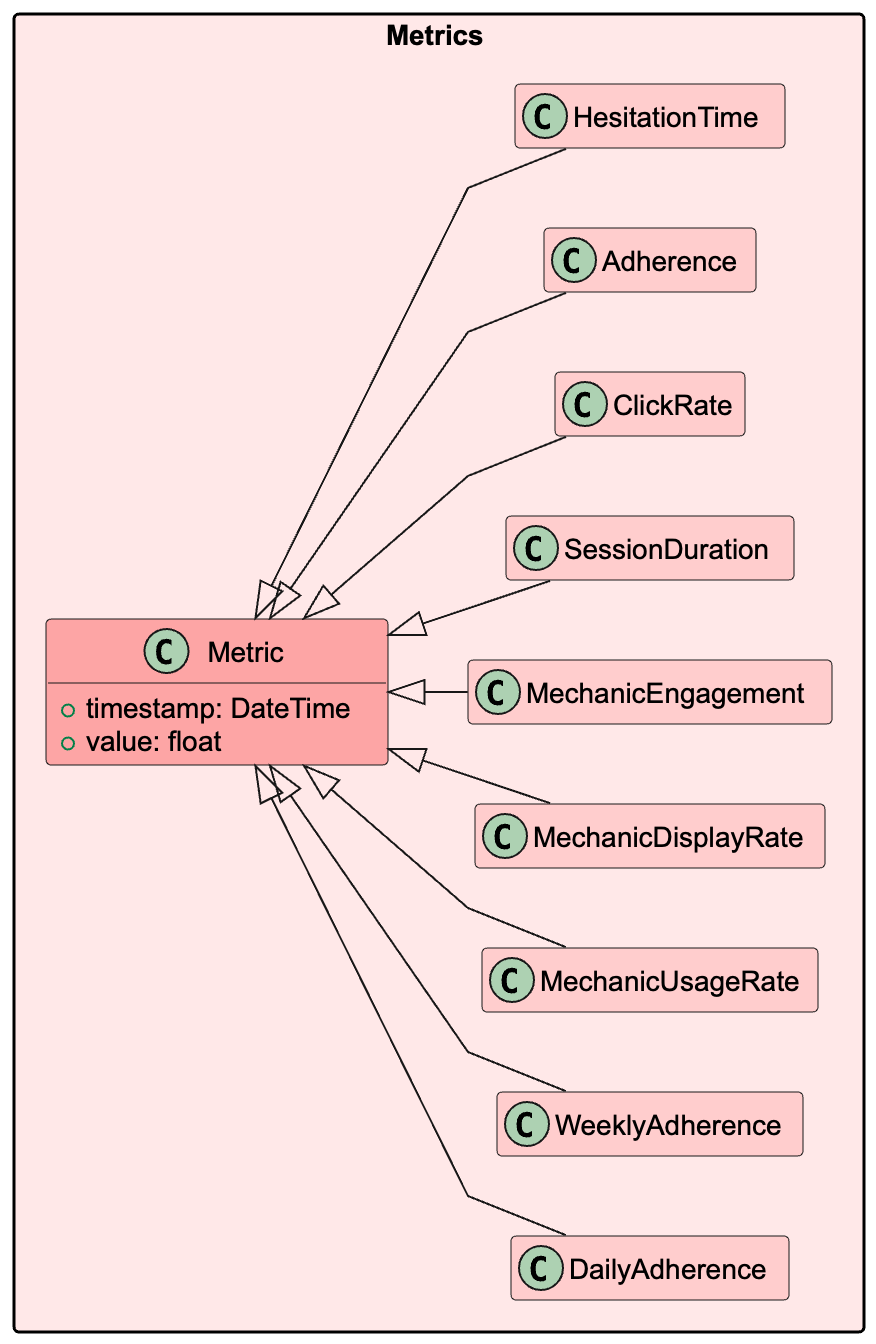 Metrics
C HesitationTime
C Adherence
C ClickRate
C SessionDuration
C Metric
timestamp: DateTime
value: float
C MechanicEngagement
C MechanicDisplayRate
C MechanicUsageRate
C WeeklyAdherence
C DailyAdherence